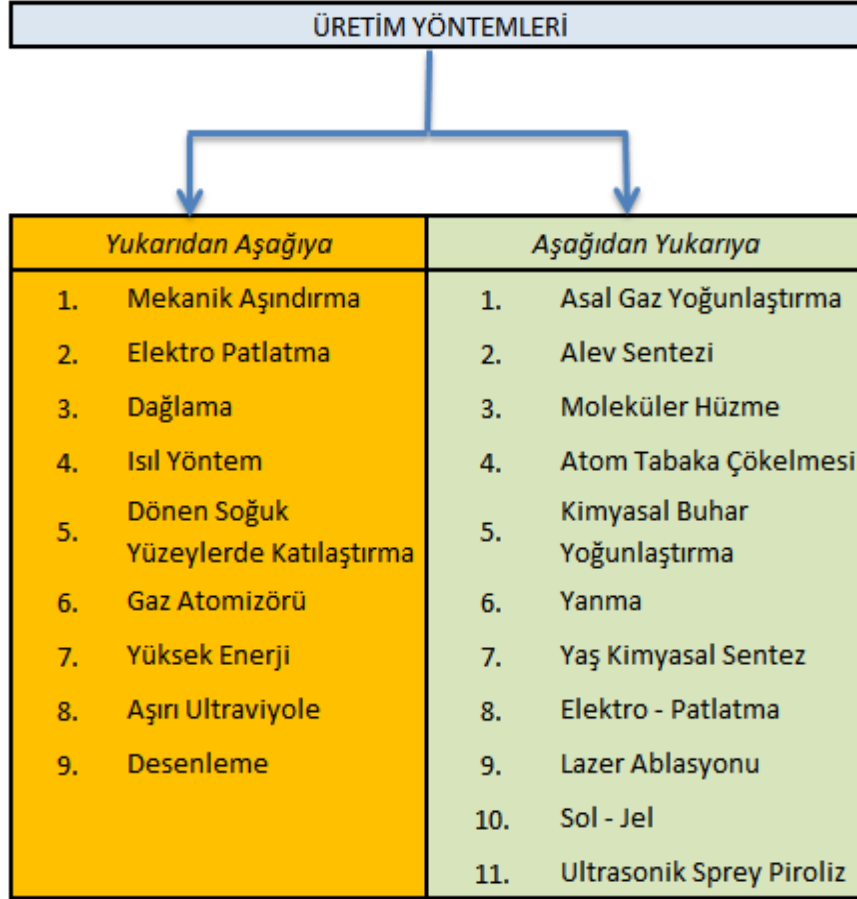 ÜRETİM YÖNTEMLERİ
Yukarıdan Aşağıya
1. Mekanik Aşındırma
2. Elektro Patlatma
3. Dağlama
4. Isıl Yöntem
5. Dönen Soğuk
Yüzeylerde Katılaştırma
6. Gaz Atomizörü
7. Yüksek Enerji
8. Aşırı Ultraviyole
9. Desenleme
Aşağıdan Yukarıya
1. Asal Gaz Yoğunlaştırma
2. Alev Sentezi
3. Moleküler Hüzme
4. Atom Tabaka Çökelmesi
5. Kimyasal Buhar
Yoğunlaştırma
6. Yanma
7. Yaş Kimyasal Sentez
8. Elektro - Patlatma
9. Lazer Ablasyonu
10. Sol - Jel
11. Ultrasonik Sprey Piroliz